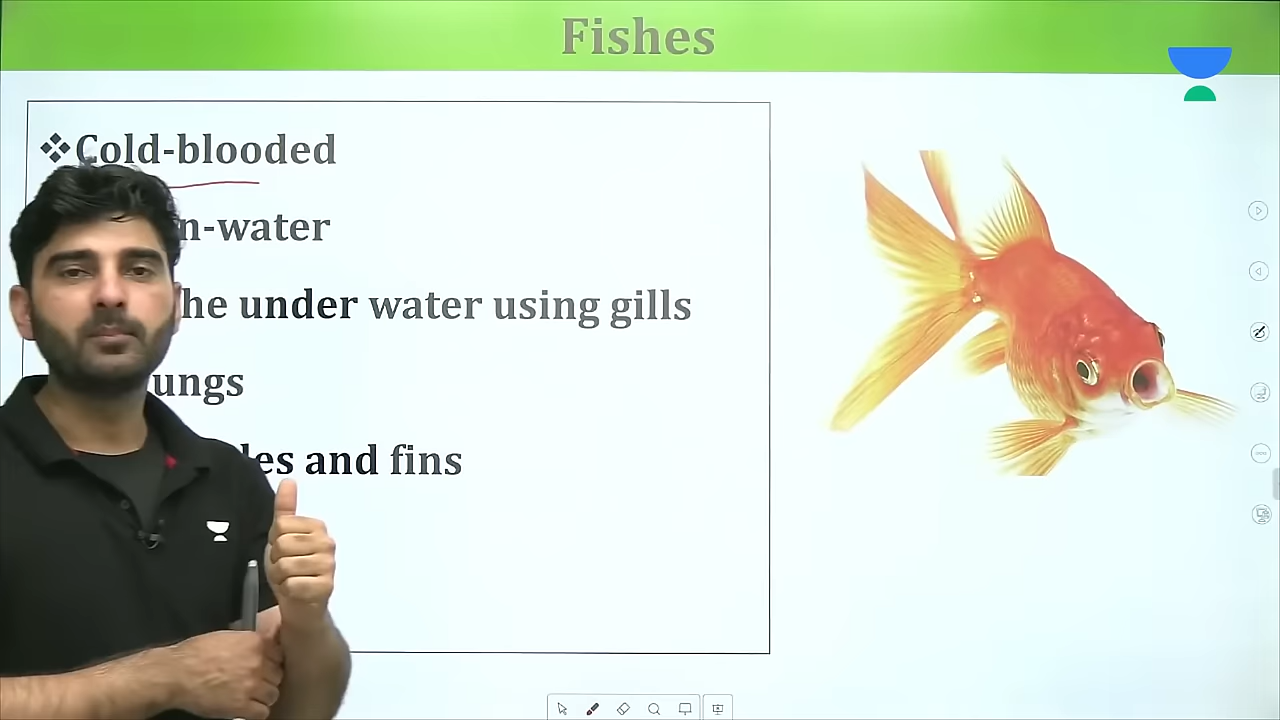 Fishes
❖Cold-blooded
n-water
he under water using gills
ungs
les and fins